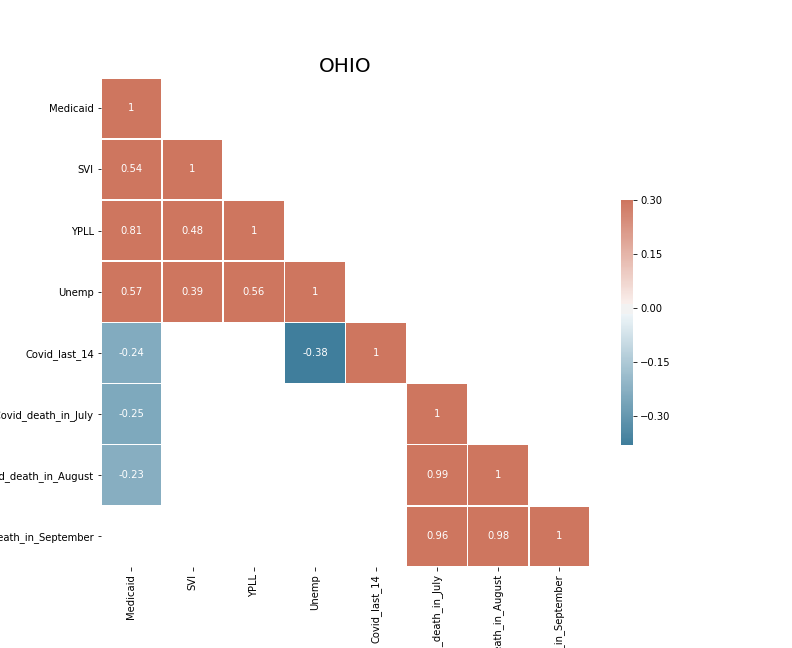 OHIO
Medicaid 1
SVI 0.54 1
YPLL 0.81 0.48 1
Unemp 0.57 0.39 0.56 1
Covid_last_14 -0.24 -0.38 1
ovid_death_in_July -0.25 1
d_death_in_August -0.23 0.99 1
eath_in_September 0.96 0.98 1
Medicaid
SVI
YPLL
Unemp
Covid_last_14
_death_in_July
eath_in_August
_in_September
0.30
0.15
0.00
−0.15
−0.30